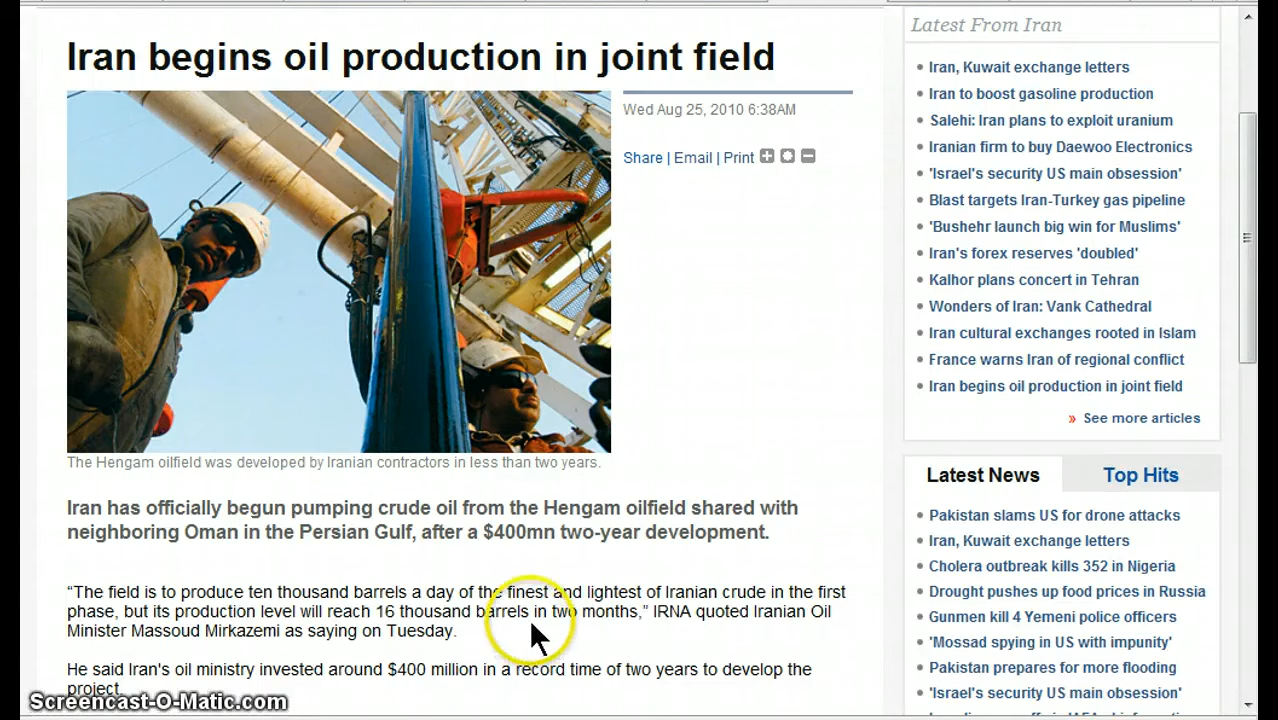 Iran begins oil production in joint field
Wed Aug 25, 2010 6:38AM
Share | Email | Print
The Hengam oilfield was developed by Iranian contractors in less than two years.
Iran has officially begun pumping crude oil from the Hengam oilfield shared with
neighboring Oman in the Persian Gulf, after a $400mn two-year development.
“The field is to produce ten thousand barrels a day of the finest and lightest of Iranian crude in the first
phase, but its production level will reach 16 thousand barrels in two months,” IRNA quoted Iranian Oil
Minister Massoud Mirkazemi as saying on Tuesday.
He said Iran's oil ministry invested around $400 million in a record time of two years to develop the
project.
Screencast-O-Matic.com
Latest From Iran
Iran, Kuwait exchange letters
Iran to boost gasoline production
Salehi: Iran plans to exploit uranium
Iranian firm to buy Daewoo Electronics
'Israel's security US main obsession'
Blast targets Iran-Turkey gas pipeline
'Bushehr launch big win for Muslims'
Iran's forex reserves 'doubled'
Kalhor plans concert in Tehran
Wonders of Iran: Vank Cathedral
Iran cultural exchanges rooted in Islam
France warns Iran of regional conflict
Iran begins oil production in joint field
» See more articles
Latest News Top Hits
Pakistan slams US for drone attacks
Iran, Kuwait exchange letters
Cholera outbreak kills 352 in Nigeria
Drought pushes up food prices in Russia
Gunmen kill 4 Yemeni police officers
'Mossad spying in US with impunity'
Pakistan prepares for more flooding
'Israel's security US main obsession'